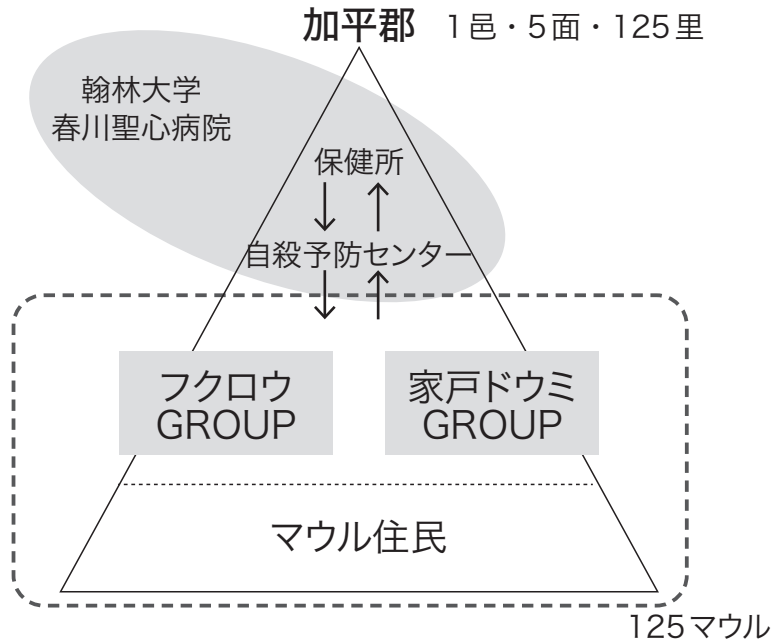 加平郡 1邑・5面・125里
翰林大学
春川聖心病院
保健所
自殺予防センター
フクロウ
GROUP
家戸ドウミ
GROUP
マウル住民
125マウル